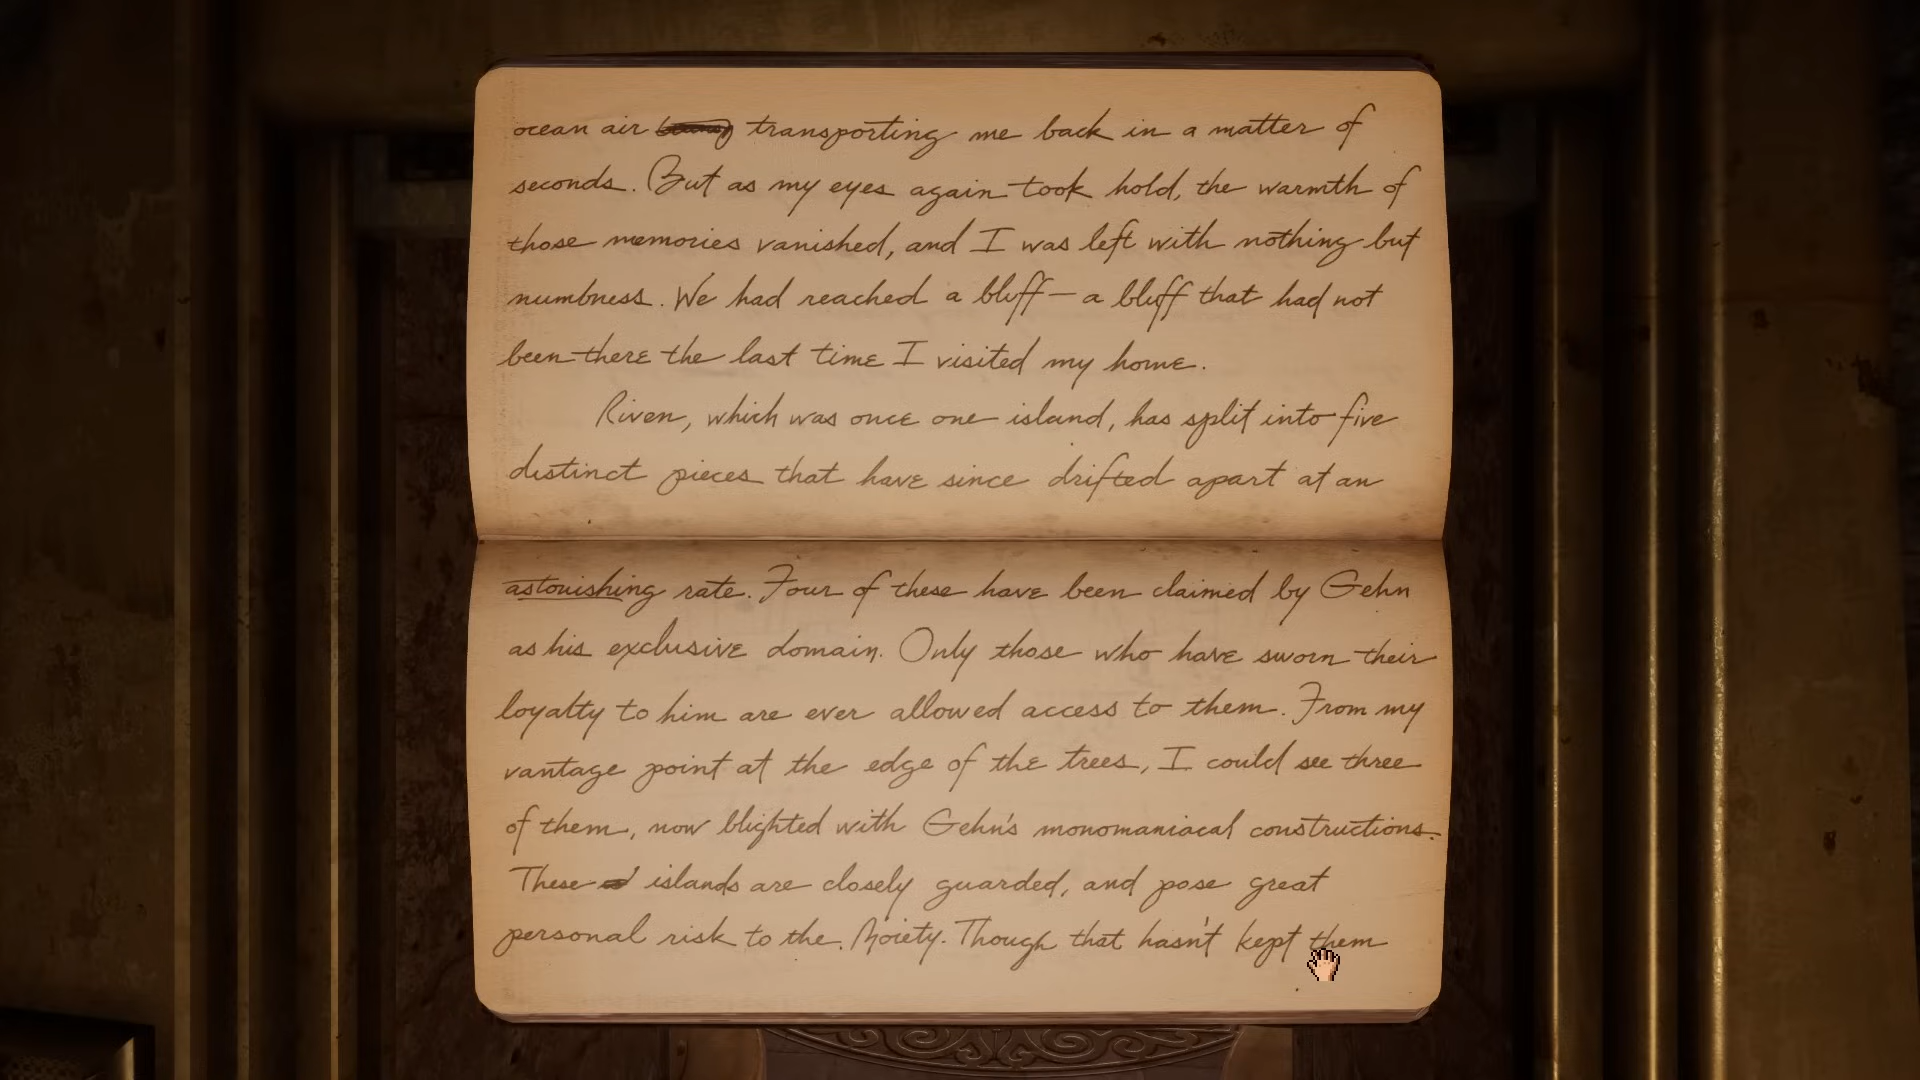 ocean air transporting me back in a matter of
seconds. But as my eyes again took hold, the warmth of
those memories vanished, and I was left with nothing but
numbness. We had reached a bluff—a bluff that had not
been there the last time I visited my home.
Riven, which was once one island, has split into five
distinct pieces that have since drifted apart at an
astonishing rate. Four of these have been claimed by Gehn
as his exclusive domain. Only those who have sworn their
loyalty to him are ever allowed access to them. From my
vantage point at the edge of the trees, I could see three
of them, now blighted with Gehn's monomaniacal constructions.
These islands are closely guarded, and pose great
personal risk to the Moiety. Though that hasn't kept them